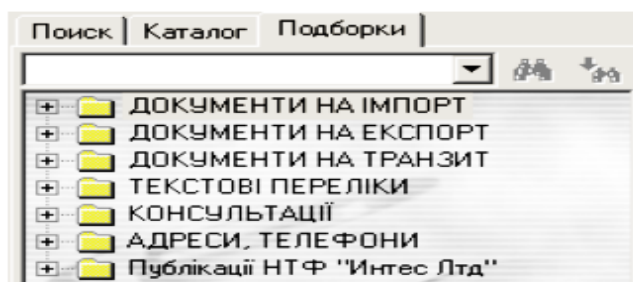 Поиск Каталог Подборки
ДОКУМЕНТИ НА ІМПОРТ
ДОКУМЕНТИ НА ЕКСПОРТ
ДОКУМЕНТИ НА ТРАНЗИТ
ТЕКСТОВІ ПЕРЕЛІКИ
КОНСУЛЬТАЦІЇ
АДРЕСИ, ТЕЛЕФОНИ
Публікації НТФ "Интес Лтд"